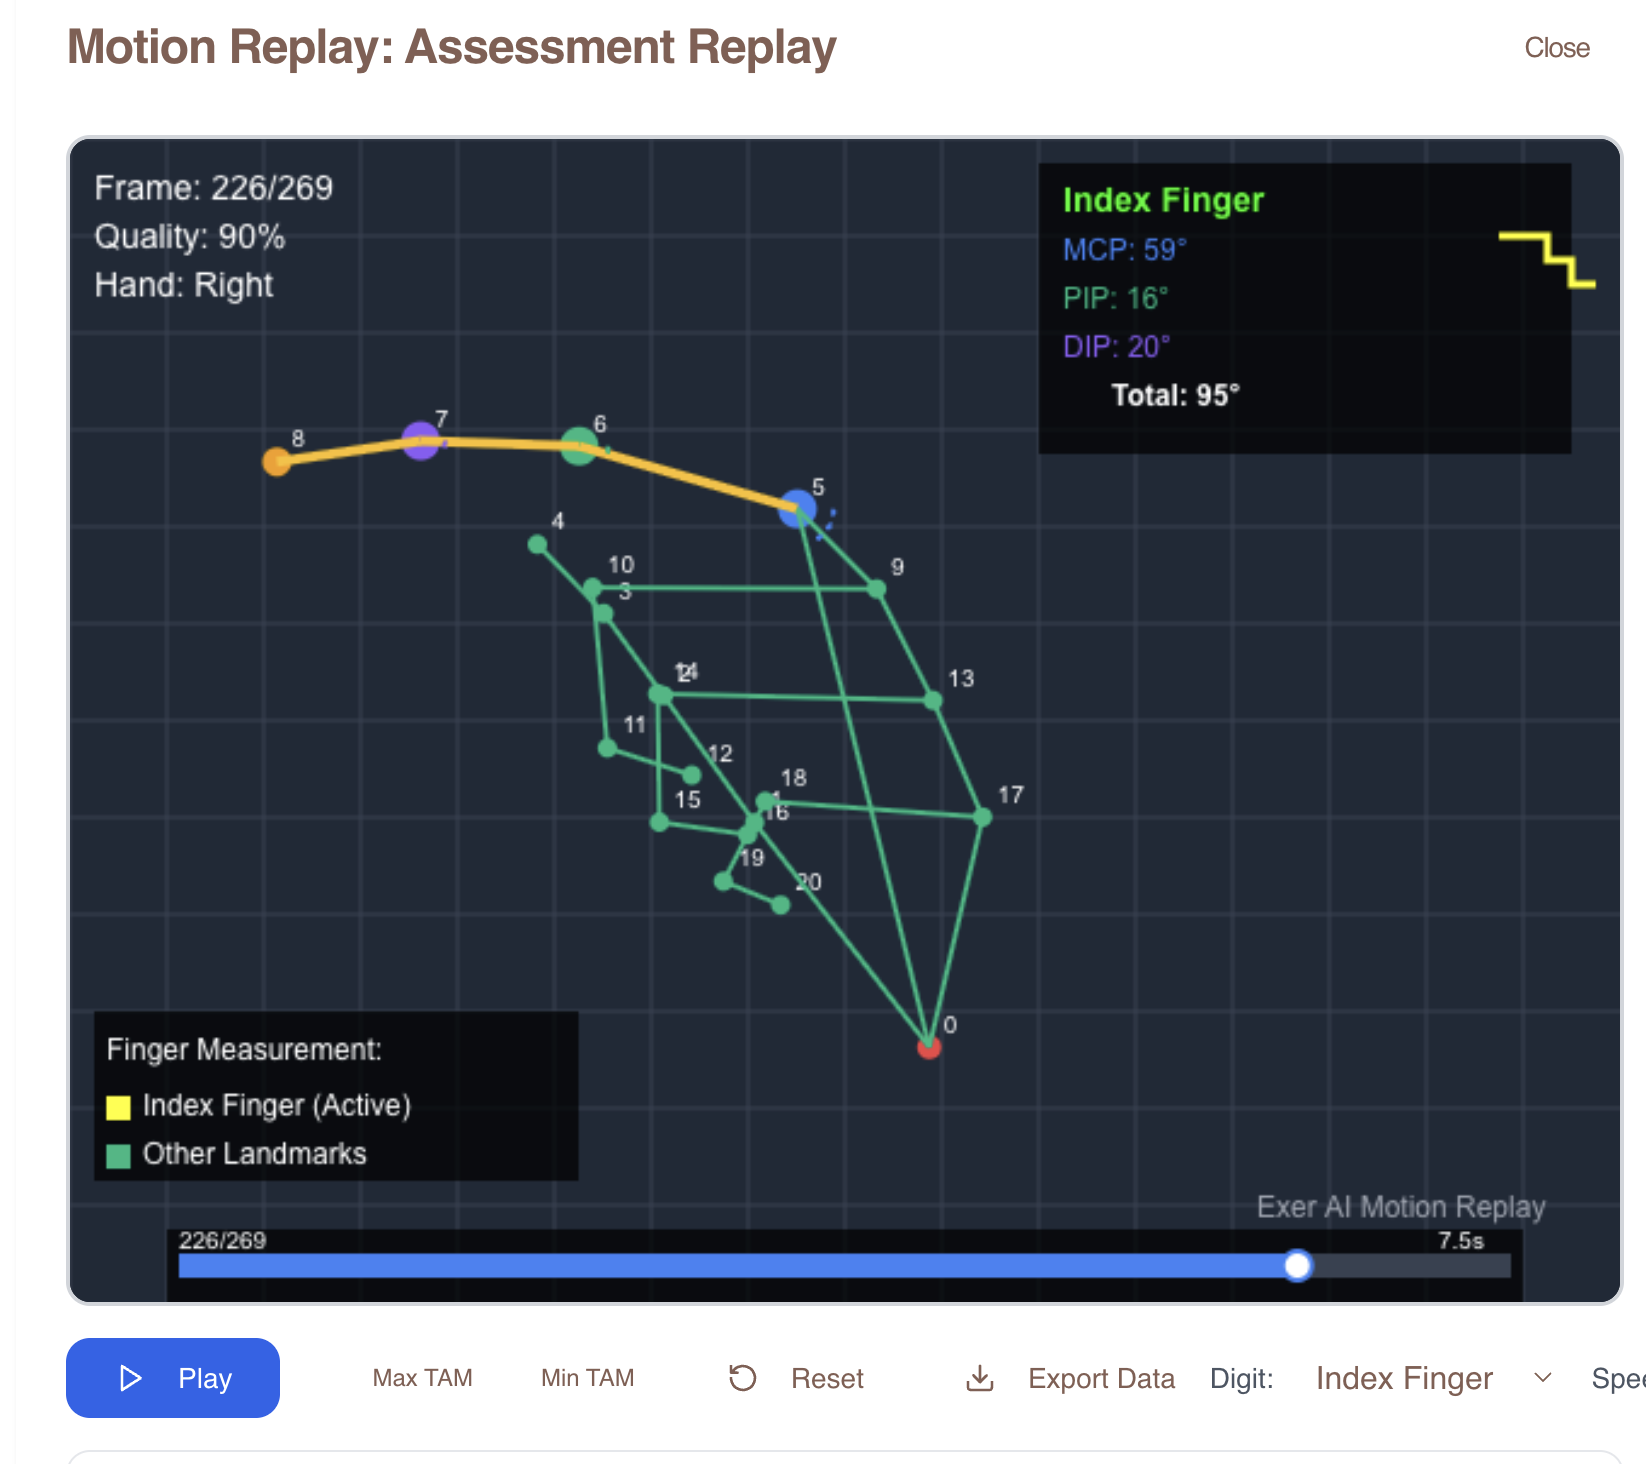 Motion Replay: Assessment Replay
Close
Frame: 226/269
Quality: 90%
Hand: Right
Index Finger
MCP: 59°
PIP: 16°
DIP: 20°
Total: 95°
8
7
6
5
4
10
3
9
14
2
13
11
12
18
15
1
16
17
19
20
0
Finger Measurement:
Index Finger (Active)
Other Landmarks
Exer AI Motion Replay
226/269
7.5s
Play
Max TAM
Min TAM
Reset
Export Data
Digit:
Index Finger
Spee